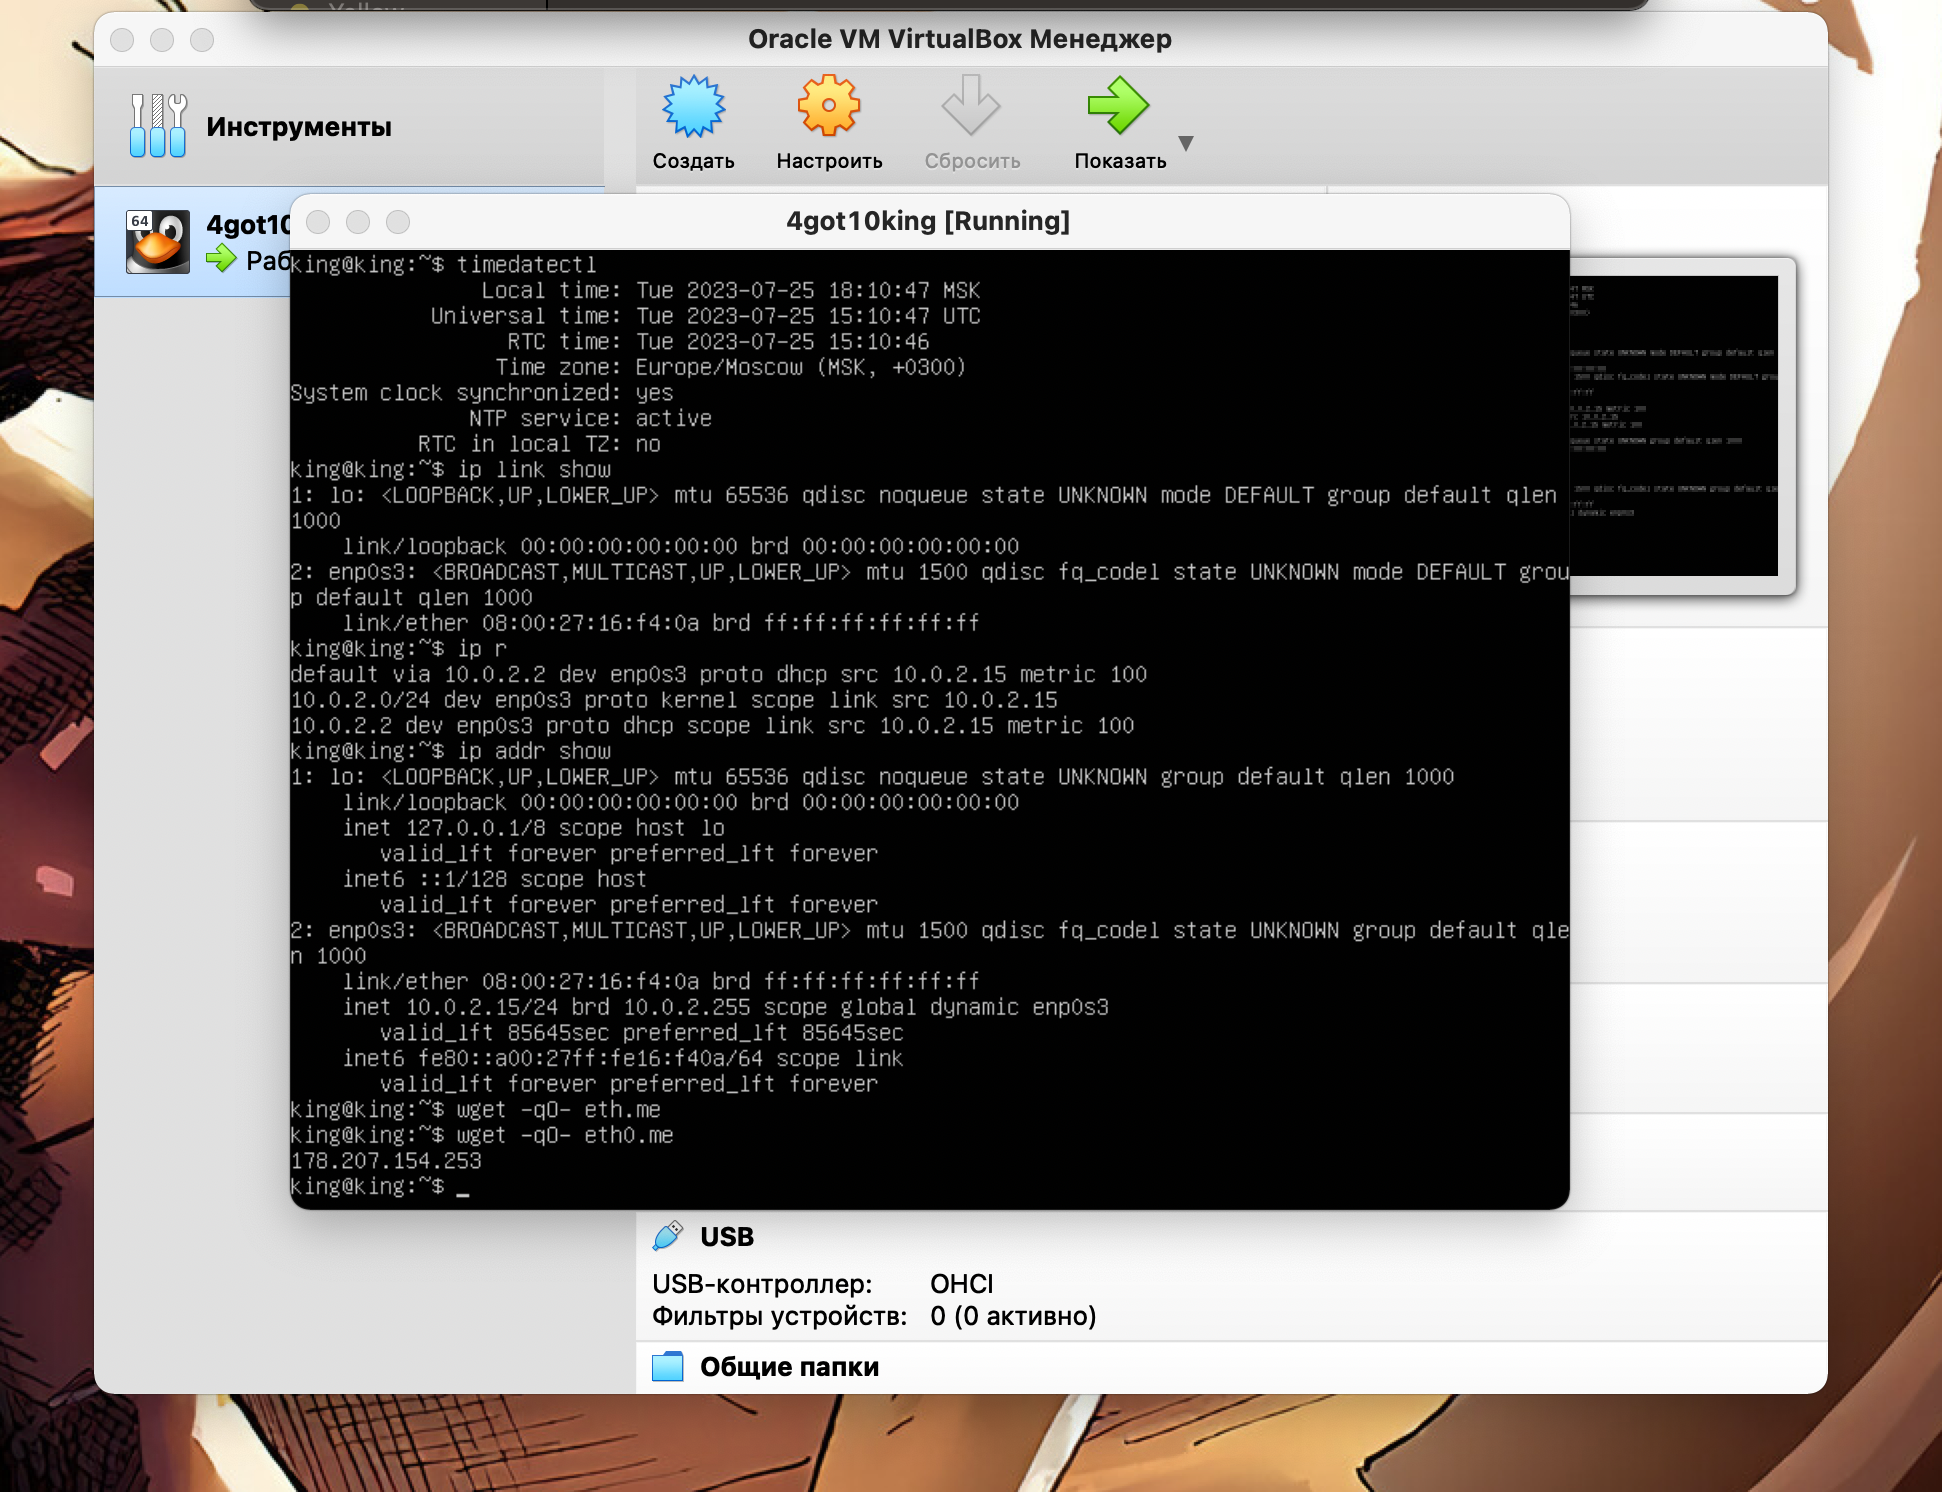 Yellow
Oracle VM VirtualBox Менеджер
Инструменты
Создать
Настроить
Сбросить
Показать
64
4got10
Раб
4got10king [Running]
king@king:~$ timedatectl
Local time: Tue 2023-07-25 18:10:47 MSK
Universal time: Tue 2023-07-25 15:10:47 UTC
RTC time: Tue 2023-07-25 15:10:46
Time zone: Europe/Moscow (MSK, +0300)
System clock synchronized: yes
NTP service: active
RTC in local TZ: no
king@king:~$ ip link show
1: lo: <LOOPBACK,UP,LOWER_UP> mtu 65536 qdisc noqueue state UNKNOWN mode DEFAULT group default qlen
1000
link/loopback 00:00:00:00:00:00 brd 00:00:00:00:00:00
2: enp0s3: <BROADCAST,MULTICAST,UP,LOWER_UP> mtu 1500 qdisc fq_codel state UNKNOWN mode DEFAULT grou
p default qlen 1000
link/ether 08:00:27:16:f4:0a brd ff:ff:ff:ff:ff:ff
king@king:~$ ip r
default via 10.0.2.2 dev enp0s3 proto dhcp src 10.0.2.15 metric 100
10.0.2.0/24 dev enp0s3 proto kernel scope link src 10.0.2.15
10.0.2.2 dev enp0s3 proto dhcp scope link src 10.0.2.15 metric 100
king@king:~$ ip addr show
1: lo: <LOOPBACK,UP,LOWER_UP> mtu 65536 qdisc noqueue state UNKNOWN group default qlen 1000
link/loopback 00:00:00:00:00:00 brd 00:00:00:00:00:00
inet 127.0.0.1/8 scope host lo
valid_lft forever preferred_lft forever
inet6 ::1/128 scope host
valid_lft forever preferred_lft forever
2: enp0s3: <BROADCAST,MULTICAST,UP,LOWER_UP> mtu 1500 qdisc fq_codel state UNKNOWN group default qle
n 1000
link/ether 08:00:27:16:f4:0a brd ff:ff:ff:ff:ff:ff
inet 10.0.2.15/24 brd 10.0.2.255 scope global dynamic enp0s3
valid_lft 85645sec preferred_lft 85645sec
inet6 fe80::a00:27ff:fe16:f40a/64 scope link
valid_lft forever preferred_lft forever
king@king:~$ wget -qO- eth.me
king@king:~$ wget -qO- eth0.me
178.207.154.253
king@king:~$ _
USB
USB-контроллер: OHCI
Фильтры устройств: 0 (0 активно)
Общие папки